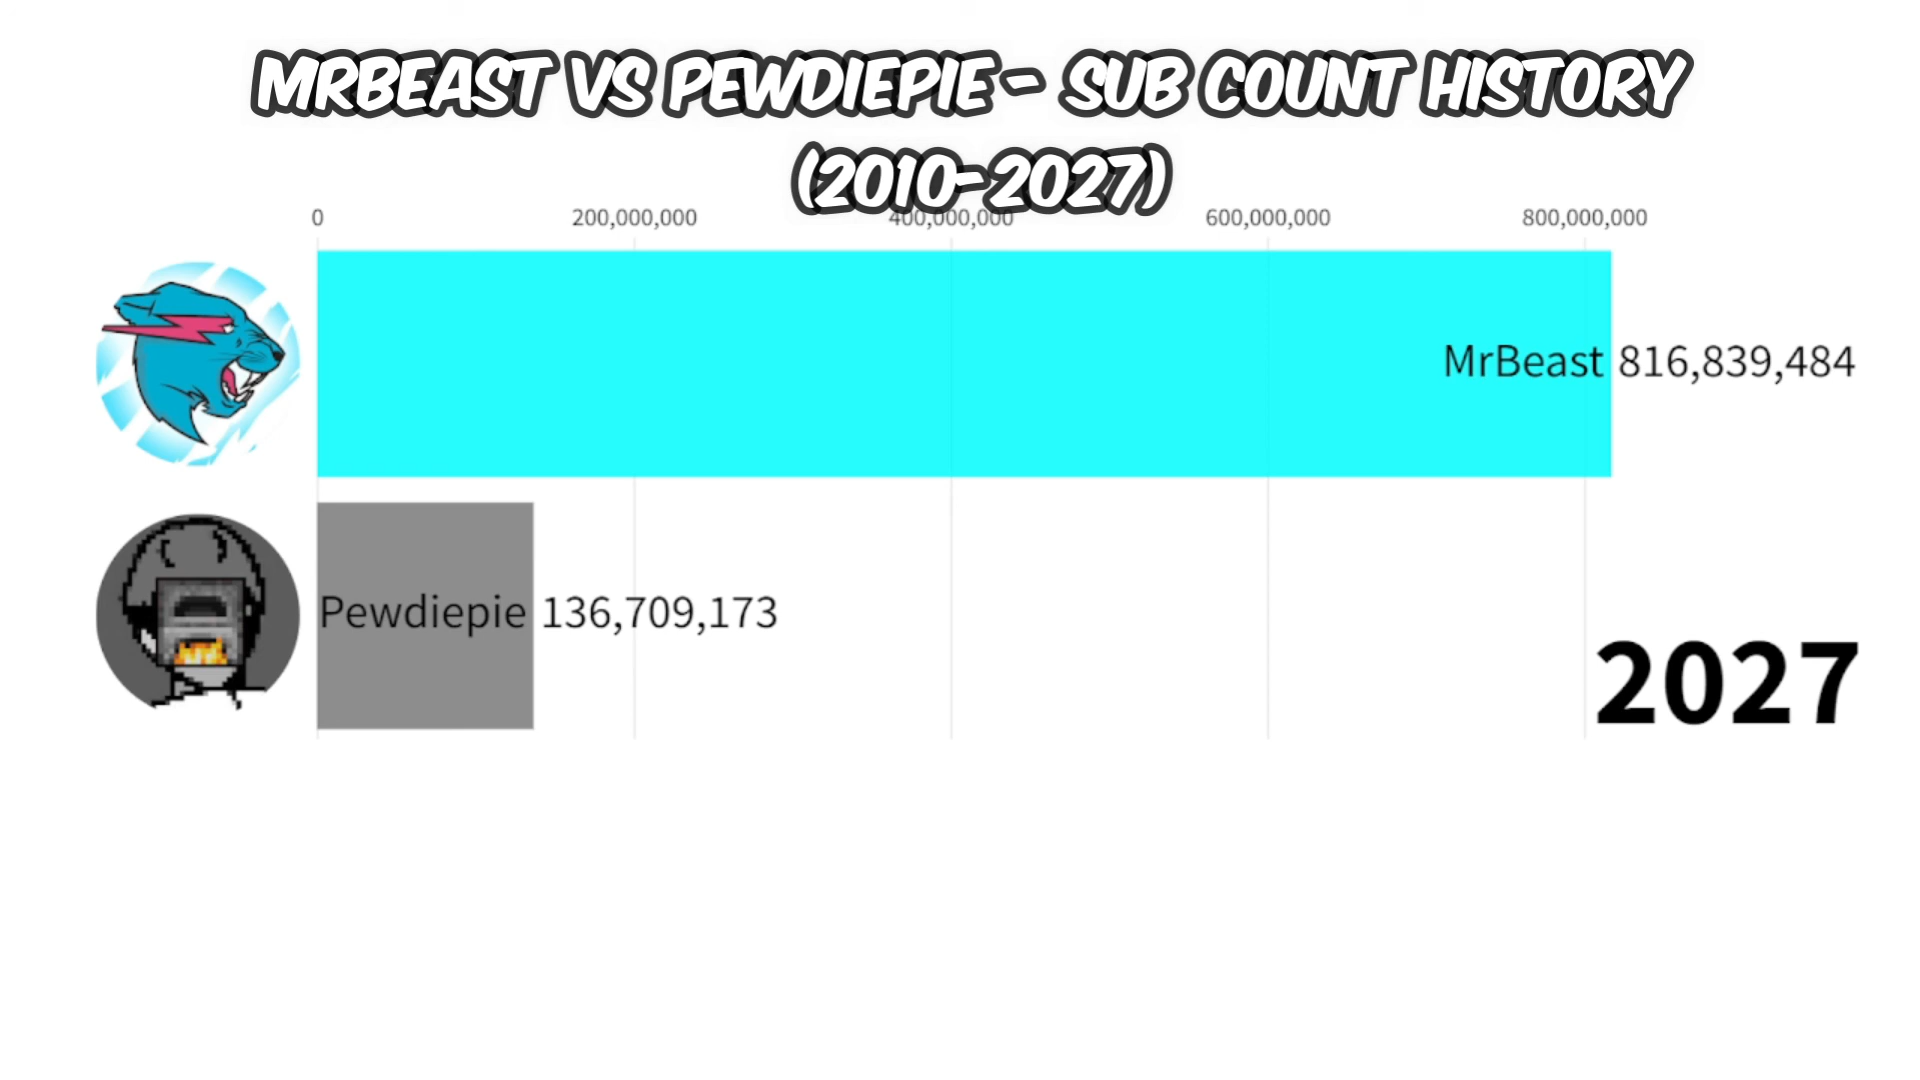 MRBEAST VS PEWDIEPIE - SUB COUNT HISTORY
(2010-2027)
0 200,000,000 400,000,000 600,000,000 800,000,000
MrBeast 816,839,484
Pewdiepie 136,709,173
2027